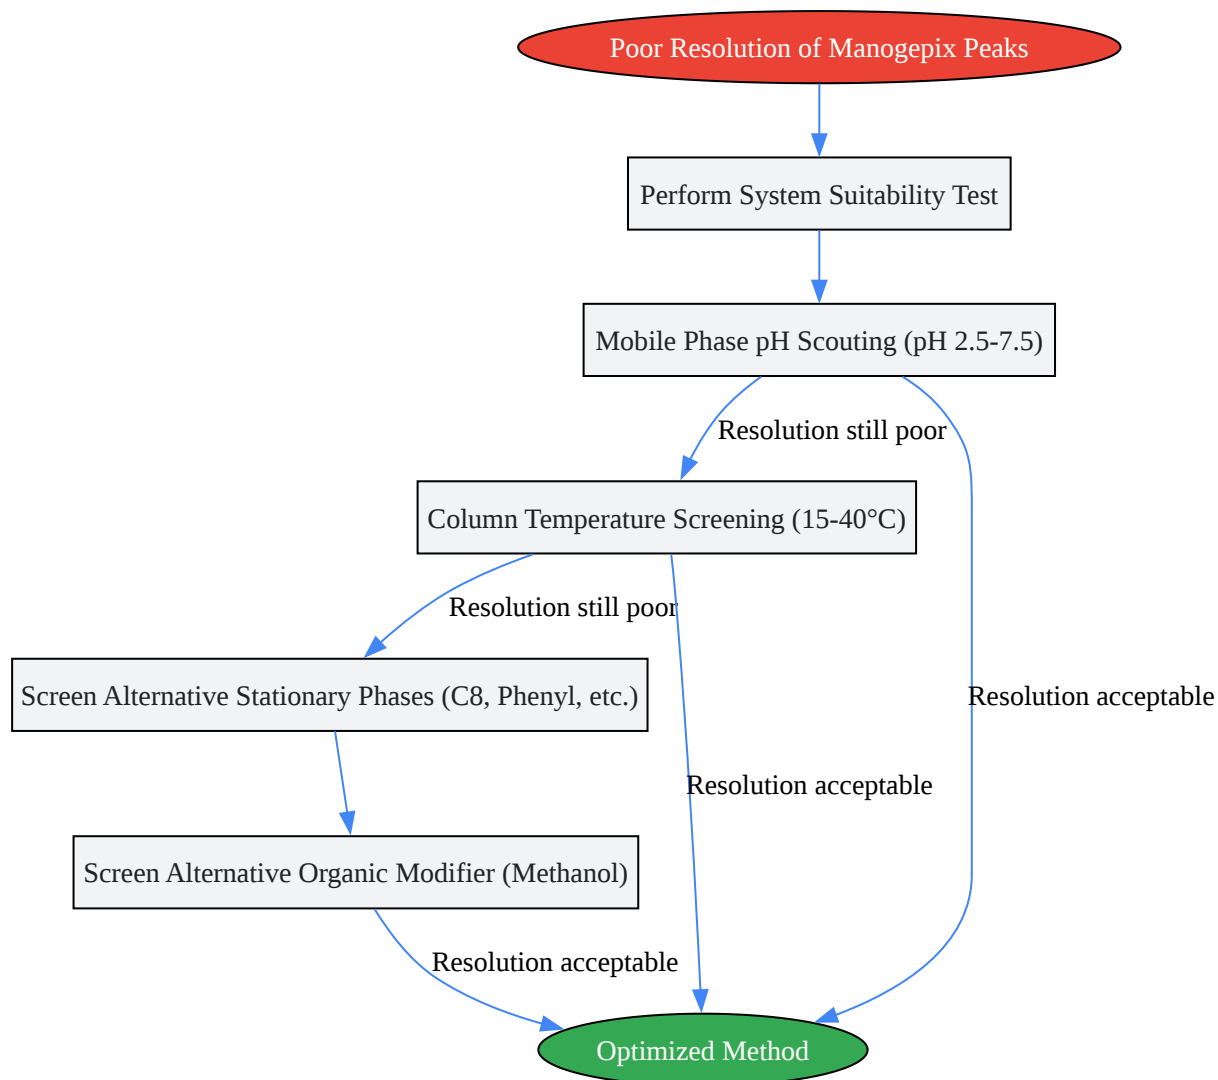 Poor Resolution of Manogepix Peaks
Perform System Suitability Test
Mobile Phase pH Scouting (pH 2.5-7.5)
Resolution still poor
Column Temperature Screening (15-40°C)
Resolution still poor
Screen Alternative Stationary Phases (C8, Phenyl, etc.)
Resolution acceptable
Resolution acceptable
Screen Alternative Organic Modifier (Methanol)
Resolution acceptable
Optimized Method